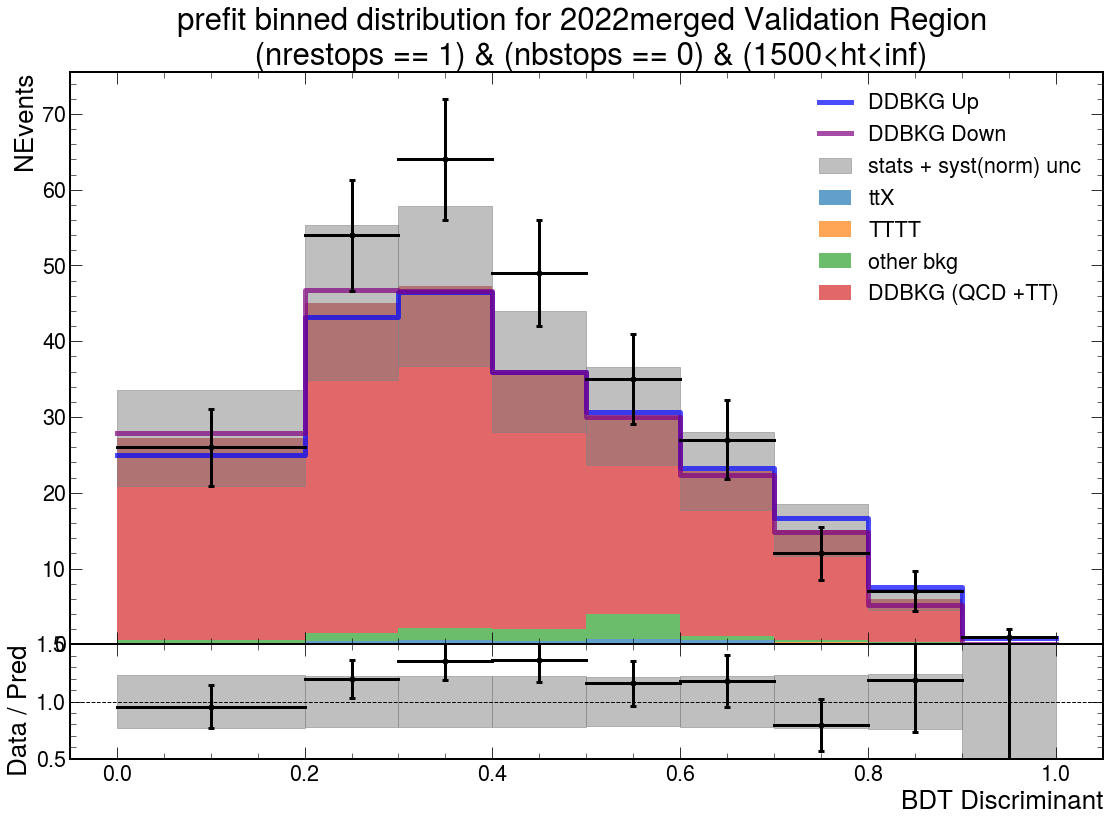 prefit binned distribution for 2022merged Validation Region
(nrestops == 1) & (nbstops == 0) & (1500<ht<inf)
NEvents
70
60
50
40
30
20
10
0
DDBKG Up
DDBKG Down
stats + syst(norm) unc
ttX
TTTT
other bkg
DDBKG (QCD +TT)
Data / Pred
1.5
1.0
0.5
0.0 0.2 0.4 0.6 0.8 1.0
BDT Discriminant